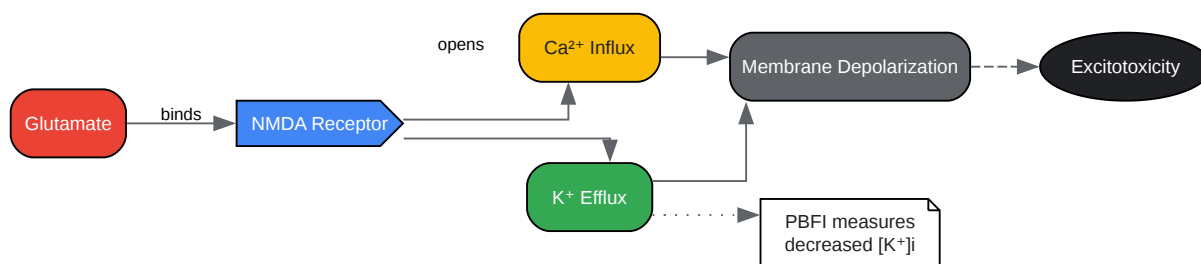 Glutamate
binds
NMDA Receptor
opens
Ca²⁺ Influx
K⁺ Efflux
Membrane Depolarization
Excitotoxicity
PBFI measures
decreased [K⁺]i